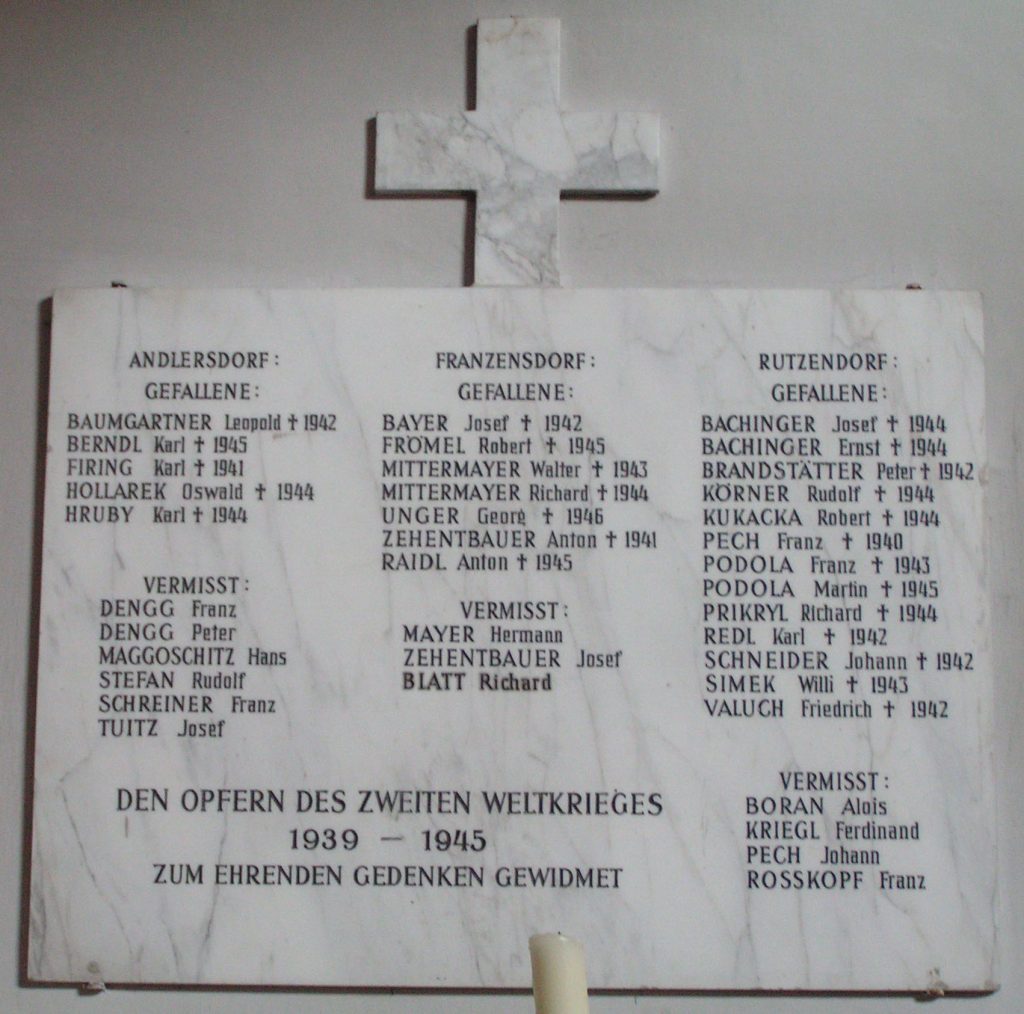 ANDLERSDORF:
GEFALLENE:
BAUMGARTNER Leopold † 1942
BERNDL Karl † 1945
FIRING Karl † 1941
HOLLAREK Oswald † 1944
HRUBY Karl † 1944
VERMISST:
DENGG Franz
DENGG Peter
MAGGOSCHITZ Hans
STEFAN Rudolf
SCHREINER Franz
TUITZ Josef
FRANZENSDORF:
GEFALLENE:
BAYER Josef † 1942
FRÖMEL Robert † 1945
MITTERMAYER Walter † 1943
MITTERMAYER Richard † 1944
UNGER Georg † 1946
ZEHENTBAUER Anton † 1941
RAIDL Anton † 1945
VERMISST:
MAYER Hermann
ZEHENTBAUER Josef
BLATT Richard
RUTZENDORF:
GEFALLENE:
BACHINGER Josef † 1944
BACHINGER Ernst † 1944
BRANDSTÄTTER Peter † 1942
KÖRNER Rudolf † 1944
KUKACKA Robert † 1944
PECH Franz † 1940
PODOLA Franz † 1943
PODOLA Martin † 1945
PRIKRYL Richard † 1944
REDL Karl † 1942
SCHNEIDER Johann † 1942
SIMEK Willi † 1943
VALUCH Friedrich † 1942
VERMISST:
BORAN Alois
KRIEGL Ferdinand
PECH Johann
ROSSKOPF Franz
DEN OPFERN DES ZWEITEN WELTKRIEGES
1939 — 1945
ZUM EHRENDEN GEDENKEN GEWIDMET